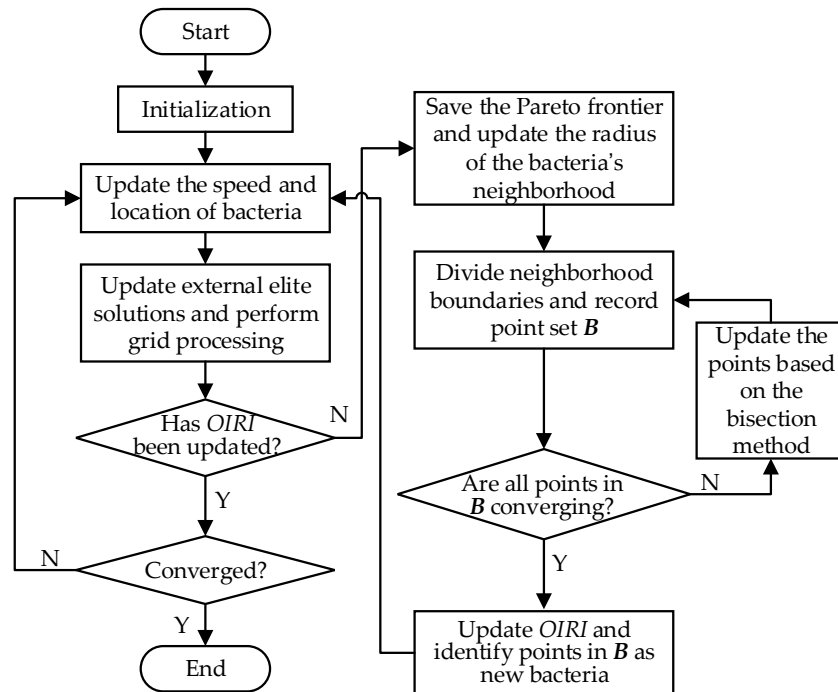 Start
Initialization
Update the speed and
location of bacteria
Update external elite
solutions and perform
grid processing
Has OIRI
been updated?
N
Y
Converged?
N
Y
End
Save the Pareto frontier
and update the radius
of the bacteria's
neighborhood
Divide neighborhood
boundaries and record
point set B
Update the
points based
on the
bisection
method
Are all points in
B converging?
N
Y
Update OIRI and
identify points in B as
new bacteria